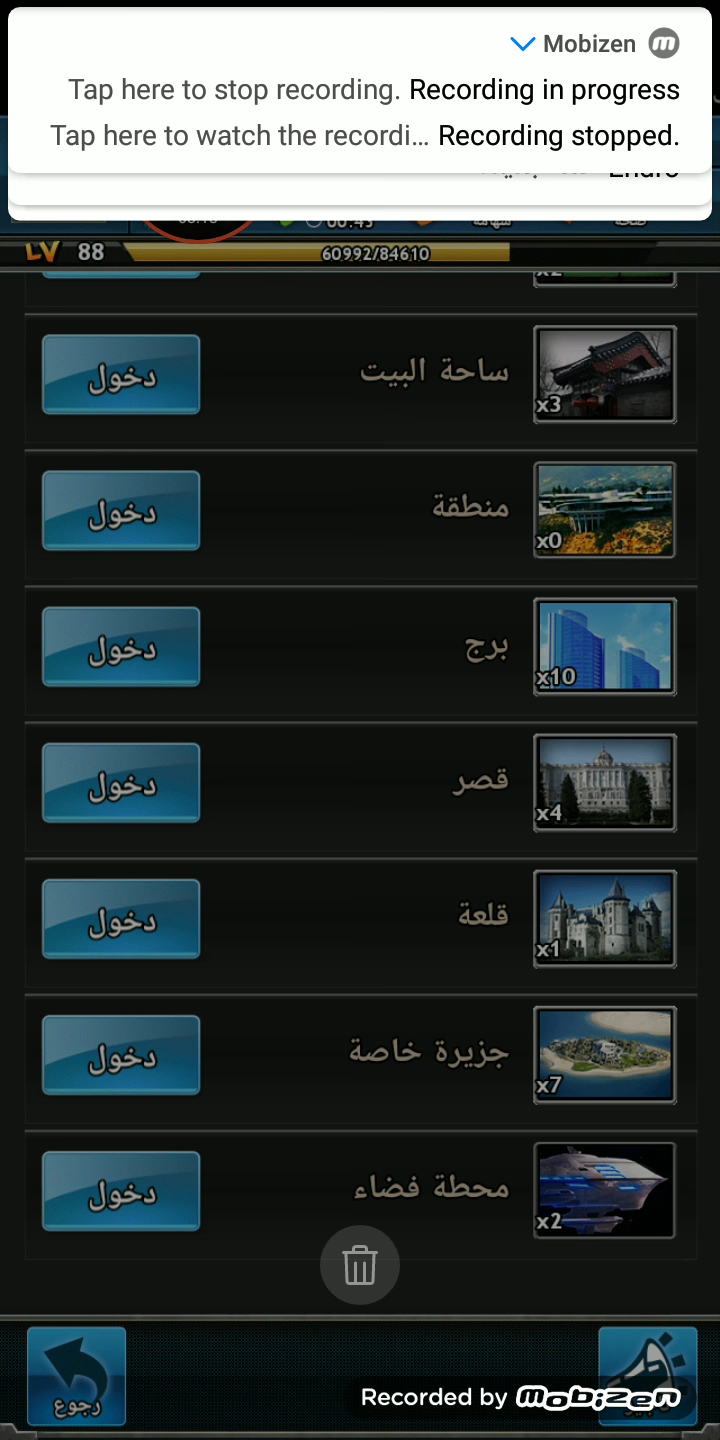 Mobizen
Recording in progress Tap here to stop recording.
Recording stopped. Tap here to watch the recordi...
LV 88 60992/84610
x2
ساحة البيت
x3
دخول
منطقة
x0
دخول
برج
x10
دخول
قصر
x4
دخول
قلعة
x1
دخول
جزيرة خاصة
x7
دخول
محطة فضاء
x2
دخول
رجوع
Recorded by Mobizen